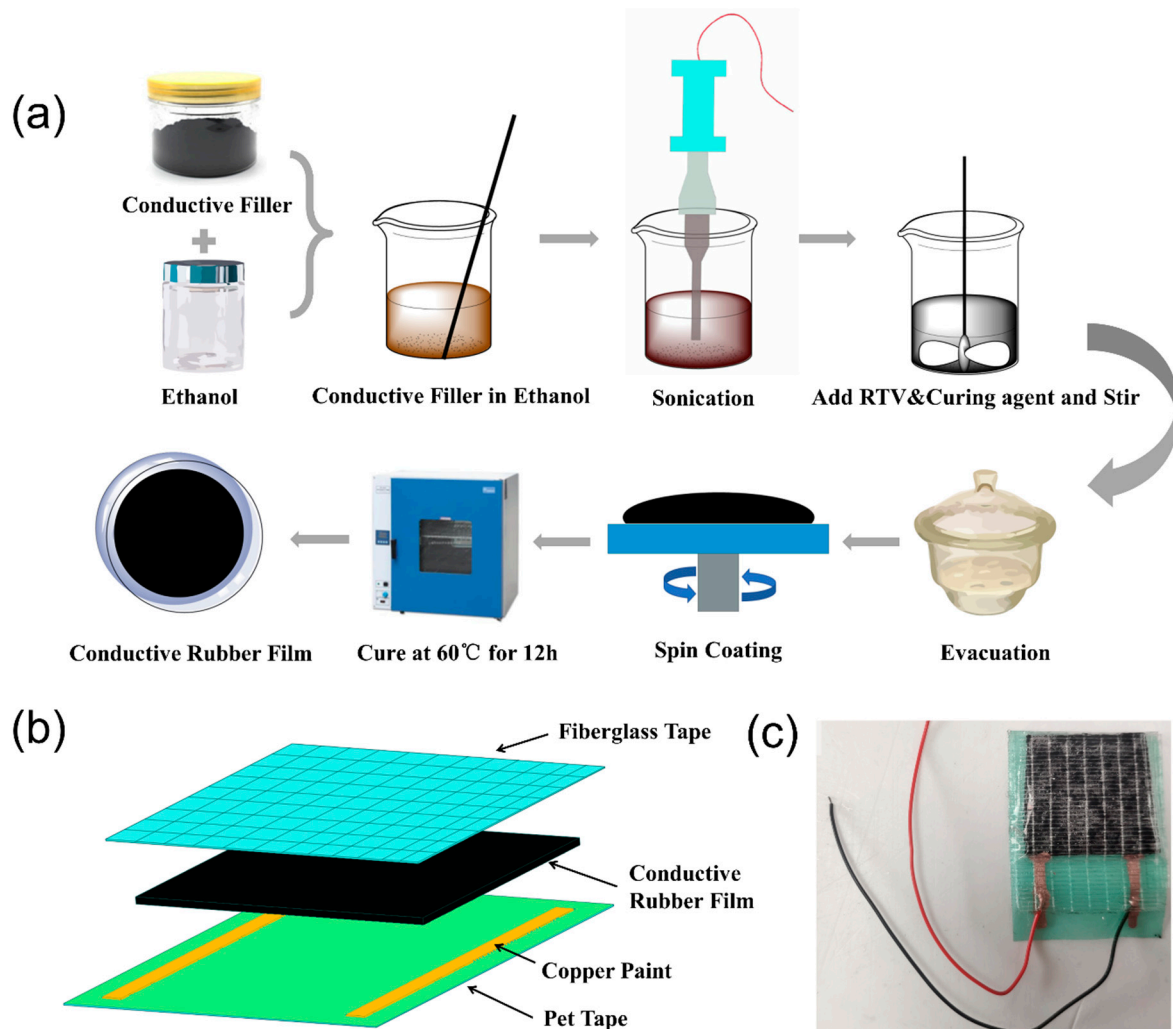 (a)
Conductive Filler
Ethanol
Conductive Filler in Ethanol
Sonication
Add RTV&Curing agent and Stir
Conductive Rubber Film
Cure at 60℃ for 12h
Spin Coating
Evacuation
(b)
Fiberglass Tape
Conductive
Rubber Film
Copper Paint
Pet Tape
(c)